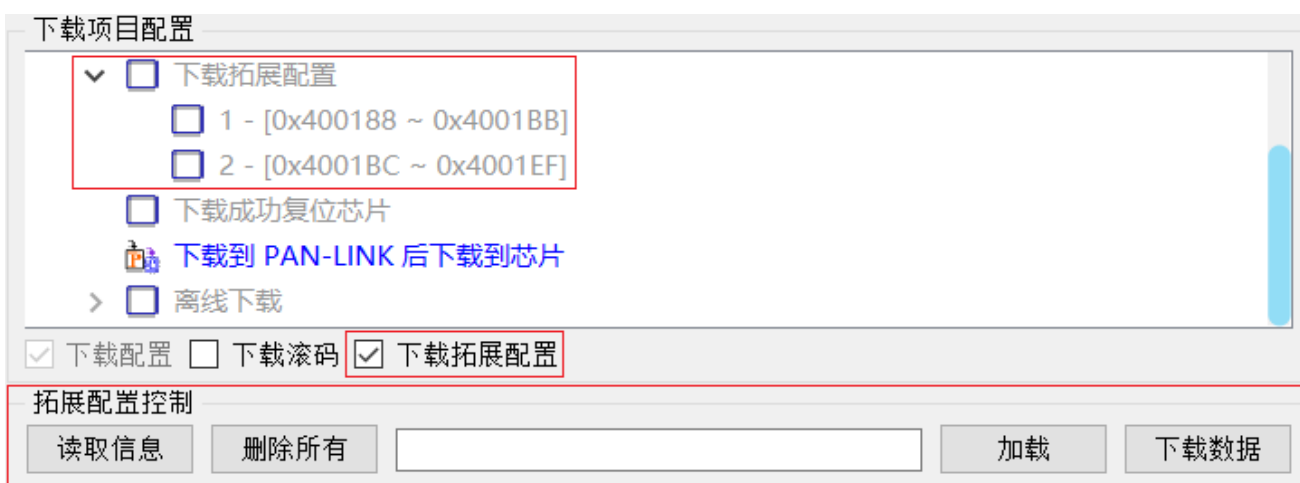 下载项目配置
下载拓展配置
1 - [0x400188 ~ 0x4001BB]
2 - [0x4001BC ~ 0x4001EF]
下载成功复位芯片
下载到 PAN-LINK 后下载到芯片
离线下载
下载配置 下载滚码 下载拓展配置
拓展配置控制
读取信息 删除所有 加载 下载数据